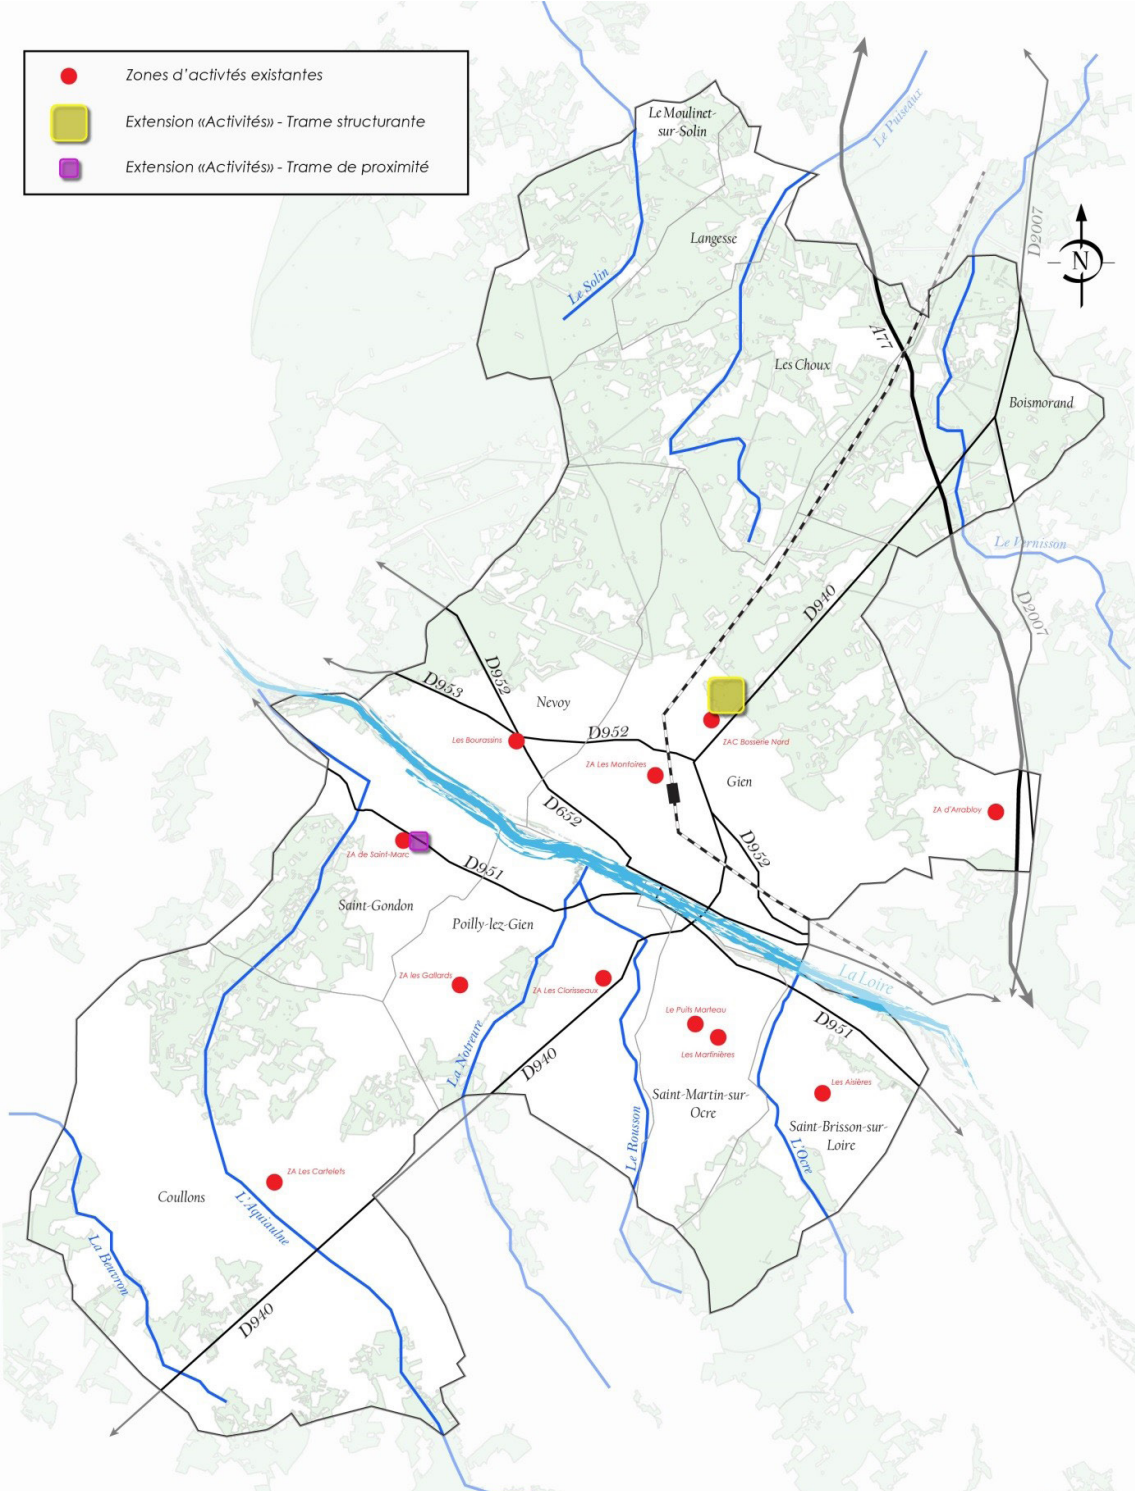 Zones d'activtés existantes
Extension «Activités» - Trame structurante
Extension «Activités» - Trame de proximité
Le Moulinet-
sur-Solin
Le Puiseaux
D2007
N
Langesse
Le Solin
A77
Les Choux
Boismorand
Le Vernisson
D2007
D940
D952
D953
Nevoy
D952
Les Bourassins
ZAC Bosserie Nord
ZA Les Montoires
Gien
D652
ZA d'Arrabloy
D952
ZA de Saint-Marc
D951
Saint-Gondon
Poilly-lez-Gien
ZA les Gallards
ZA Les Clorisseaux
La Loire
Le Puits Marteau
D951
Les Martinières
La Notreure
D940
Les Aisières
Saint-Martin-sur-
Ocre
Saint-Brisson-sur-
Loire
Le Rousson
L'Ocre
ZA Les Cartelets
Coullons
L'Aquiaulne
La Beuvron
D940